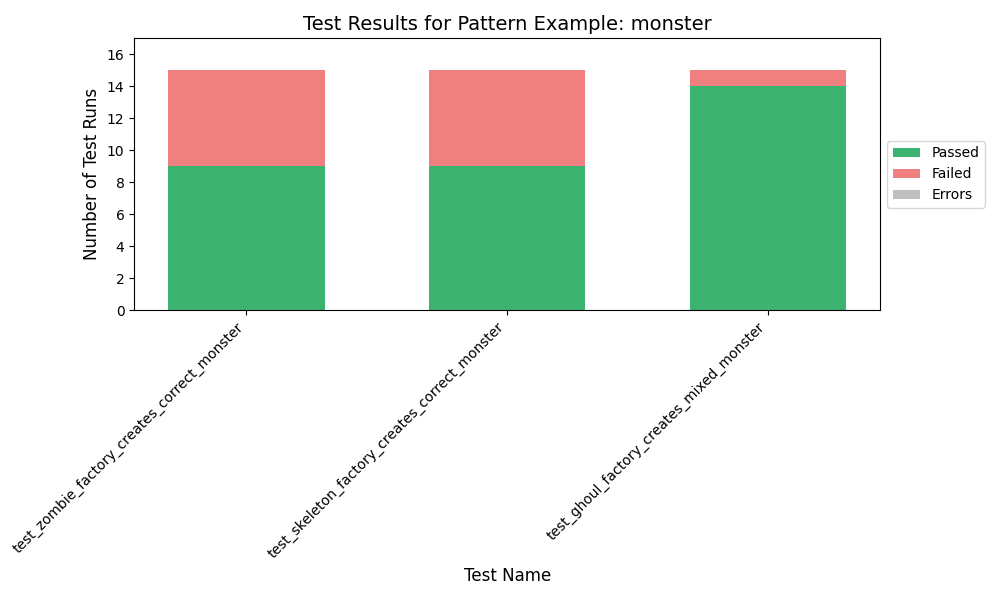 Test Results for Pattern Example: monster
Number of Test Runs
16
14
12
10
8
6
4
2
0
Passed
Failed
Errors
test_zombie_factory_creates_correct_monster
test_skeleton_factory_creates_correct_monster
test_ghoul_factory_creates_mixed_monster
Test Name